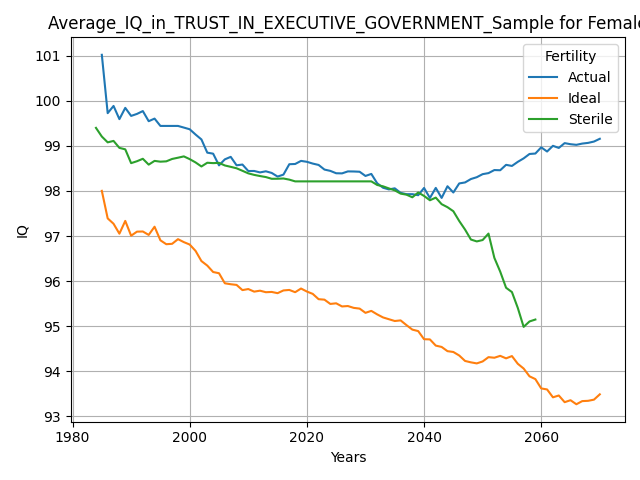 Average_IQ_in_TRUST_IN_EXECUTIVE_GOVERNMENT_Sample for Female
Fertility
Actual
Ideal
Sterile
IQ
101
100
99
98
97
96
95
94
93
1980 2000 2020 2040 2060
Years